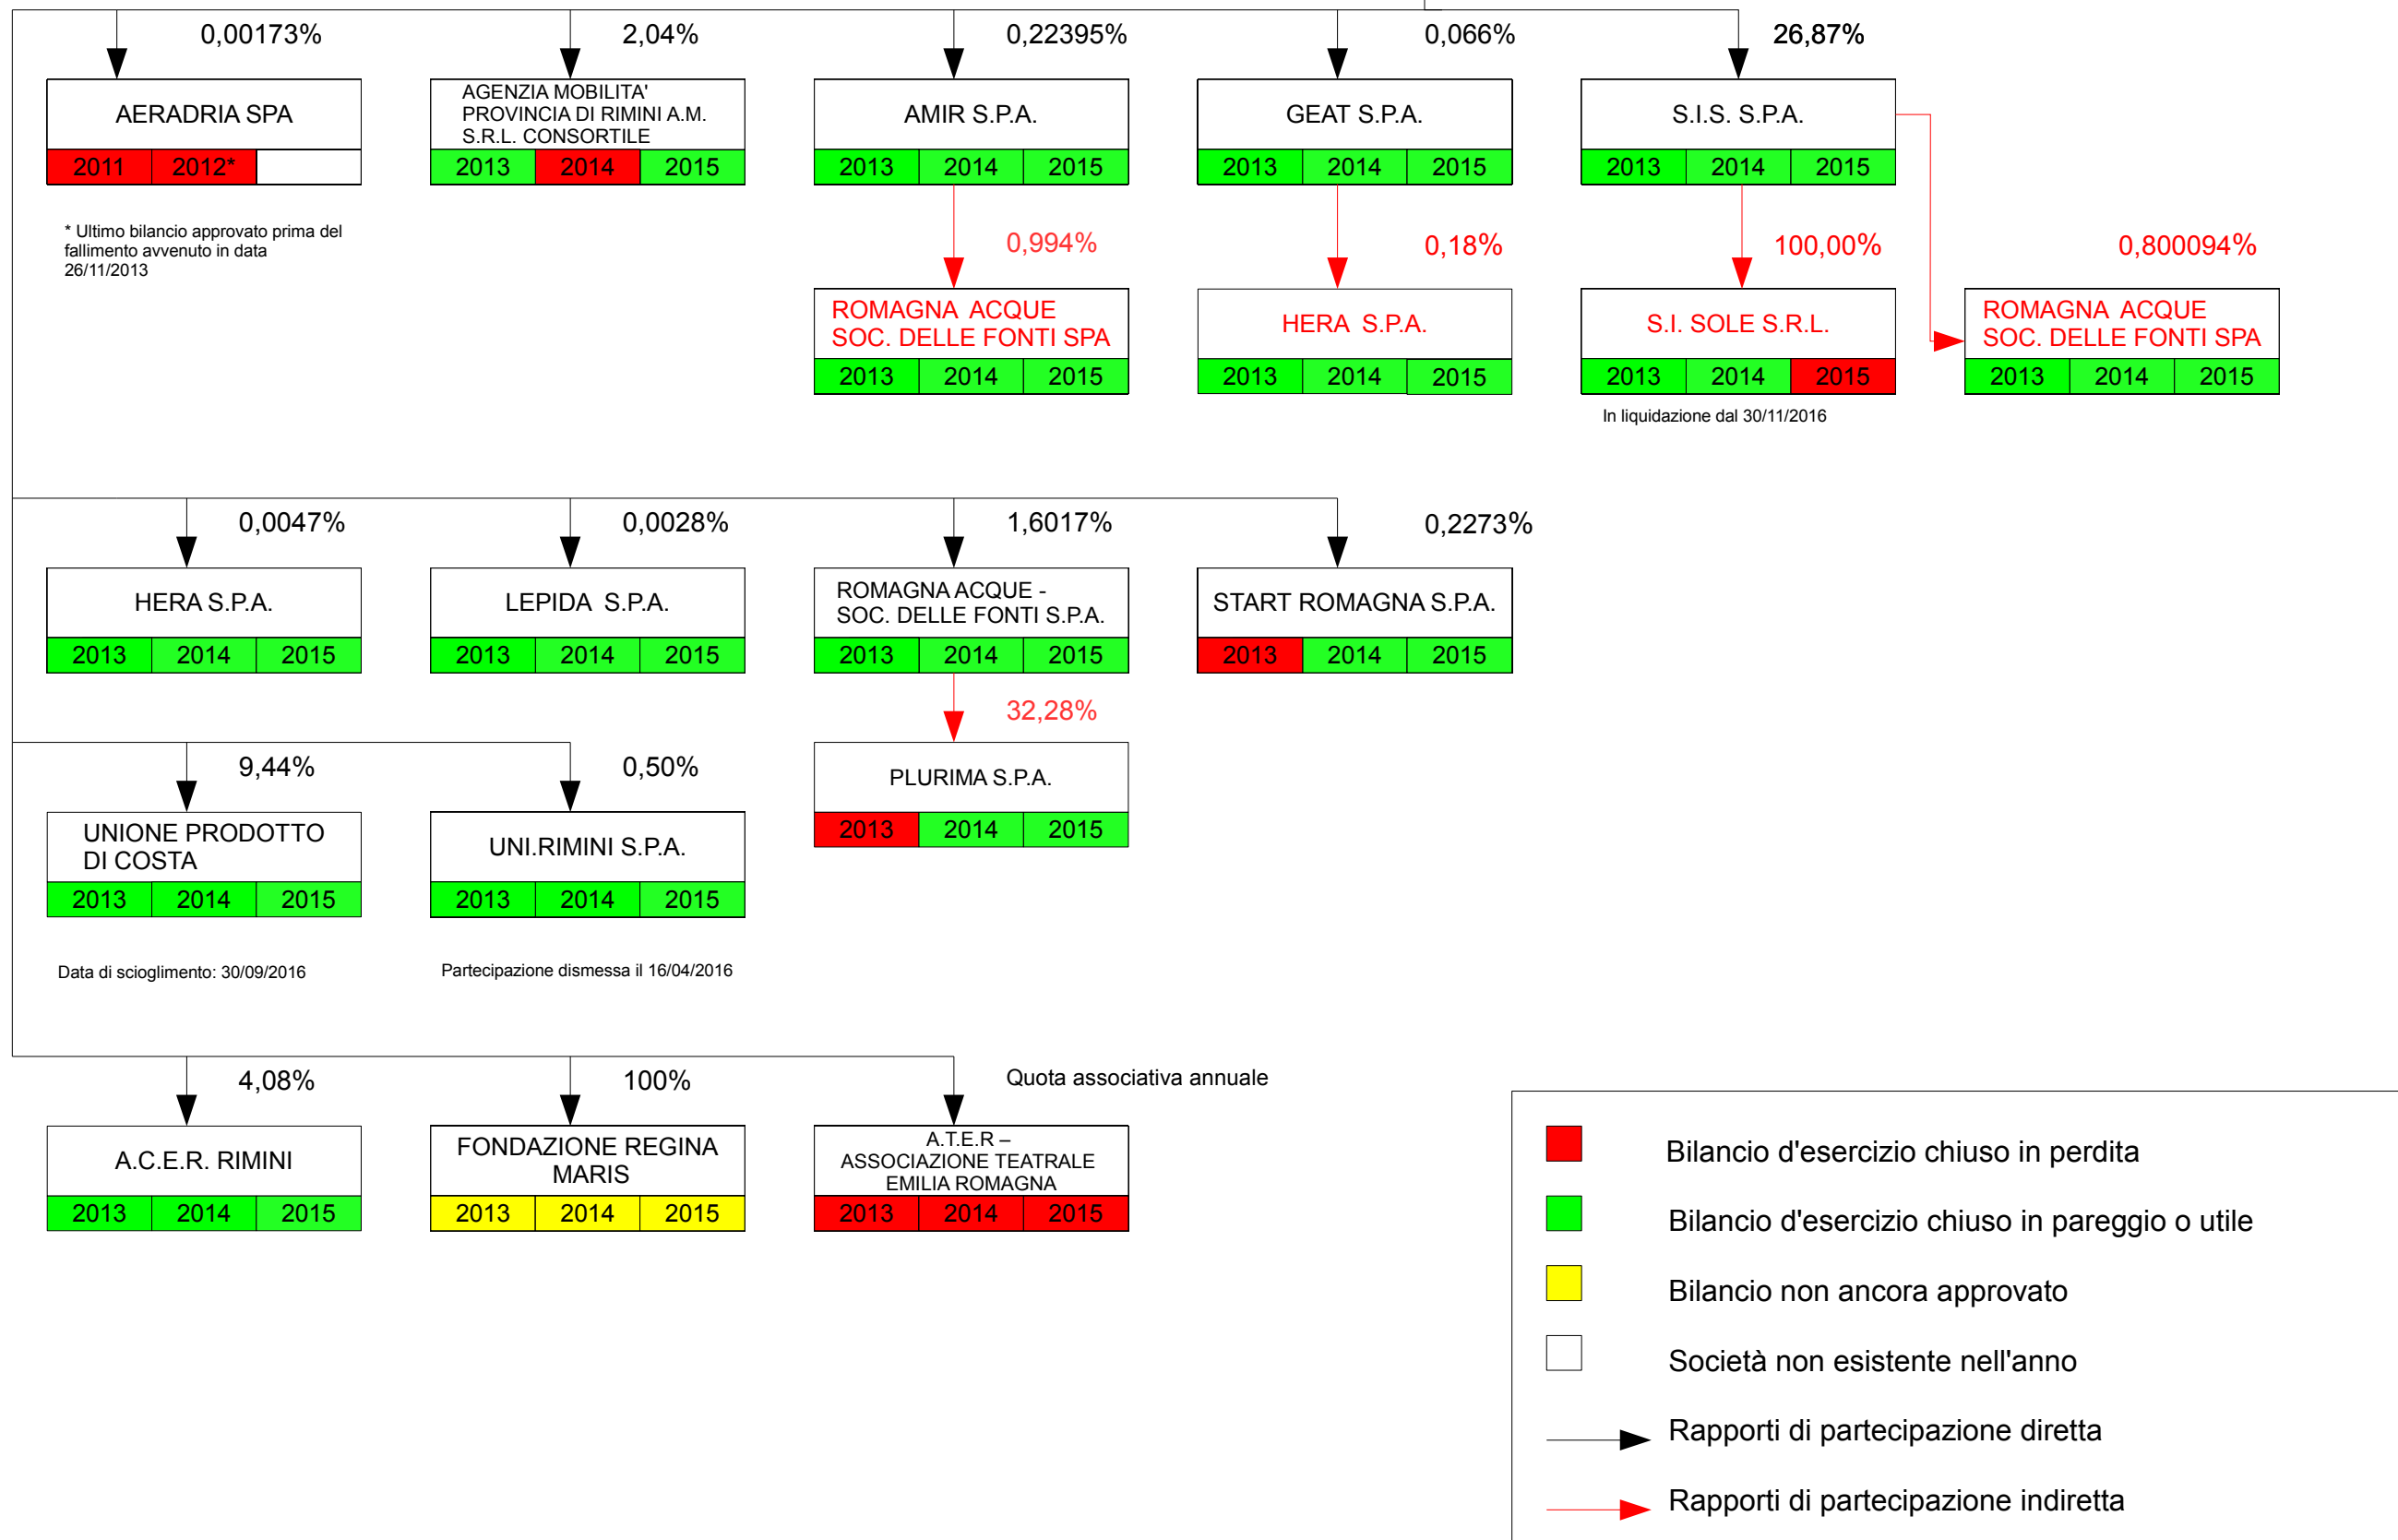 0,00173%
2,04%
0,22395%
0,066%
26,87%
AERADRIA SPA
2011 2012*
AGENZIA MOBILITA'
PROVINCIA DI RIMINI A.M.
S.R.L. CONSORTILE
2013 2014 2015
AMIR S.P.A.
2013 2014 2015
GEAT S.P.A.
2013 2014 2015
S.I.S. S.P.A.
2013 2014 2015
* Ultimo bilancio approvato prima del
fallimento avvenuto in data
26/11/2013
0,994%
0,18%
100,00%
0,800094%
ROMAGNA ACQUE
SOC. DELLE FONTI SPA
2013 2014 2015
HERA S.P.A.
2013 2014 2015
S.I. SOLE S.R.L.
2013 2014 2015
In liquidazione dal 30/11/2016
ROMAGNA ACQUE
SOC. DELLE FONTI SPA
2013 2014 2015
0,0047%
0,0028%
1,6017%
0,2273%
HERA S.P.A.
2013 2014 2015
LEPIDA S.P.A.
2013 2014 2015
ROMAGNA ACQUE -
SOC. DELLE FONTI S.P.A.
2013 2014 2015
START ROMAGNA S.P.A.
2013 2014 2015
32,28%
9,44%
0,50%
PLURIMA S.P.A.
2013 2014 2015
UNIONE PRODOTTO
DI COSTA
2013 2014 2015
UNI.RIMINI S.P.A.
2013 2014 2015
Data di scioglimento: 30/09/2016
Partecipazione dismessa il 16/04/2016
4,08%
100%
Quota associativa annuale
A.C.E.R. RIMINI
2013 2014 2015
FONDAZIONE REGINA
MARIS
2013 2014 2015
A.T.E.R –
ASSOCIAZIONE TEATRALE
EMILIA ROMAGNA
2013 2014 2015
Bilancio d'esercizio chiuso in perdita
Bilancio d'esercizio chiuso in pareggio o utile
Bilancio non ancora approvato
Società non esistente nell'anno
Rapporti di partecipazione diretta
Rapporti di partecipazione indiretta